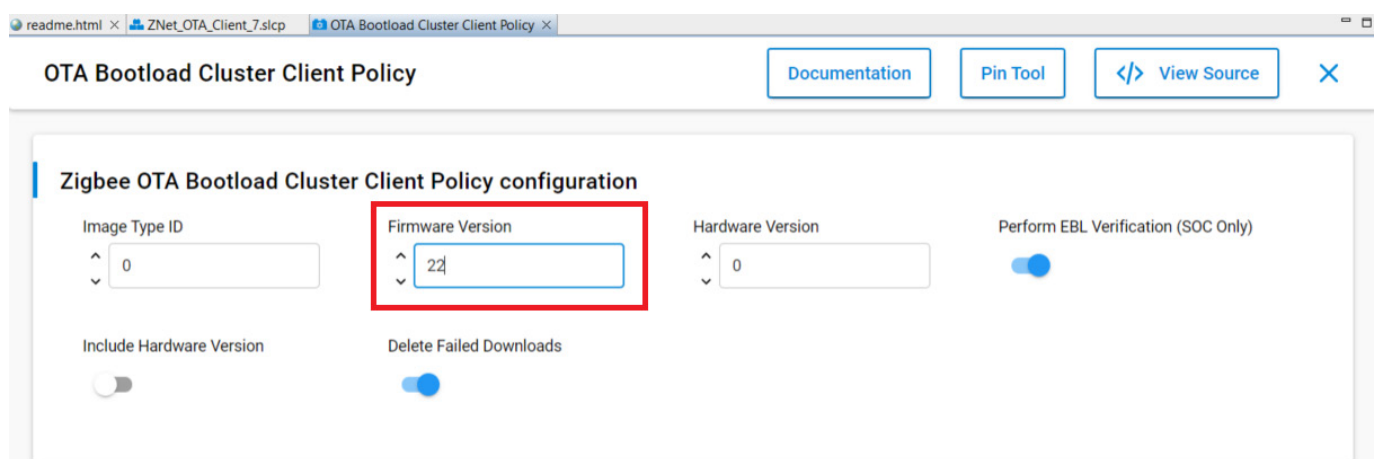 readme.html
ZNet_OTA_Client_7.slcp
OTA Bootload Cluster Client Policy
OTA Bootload Cluster Client Policy
Documentation
Pin Tool
</> View Source
Zigbee OTA Bootload Cluster Client Policy configuration
Image Type ID
Firmware Version
Hardware Version
Perform EBL Verification (SOC Only)
0
22
0
Include Hardware Version
Delete Failed Downloads